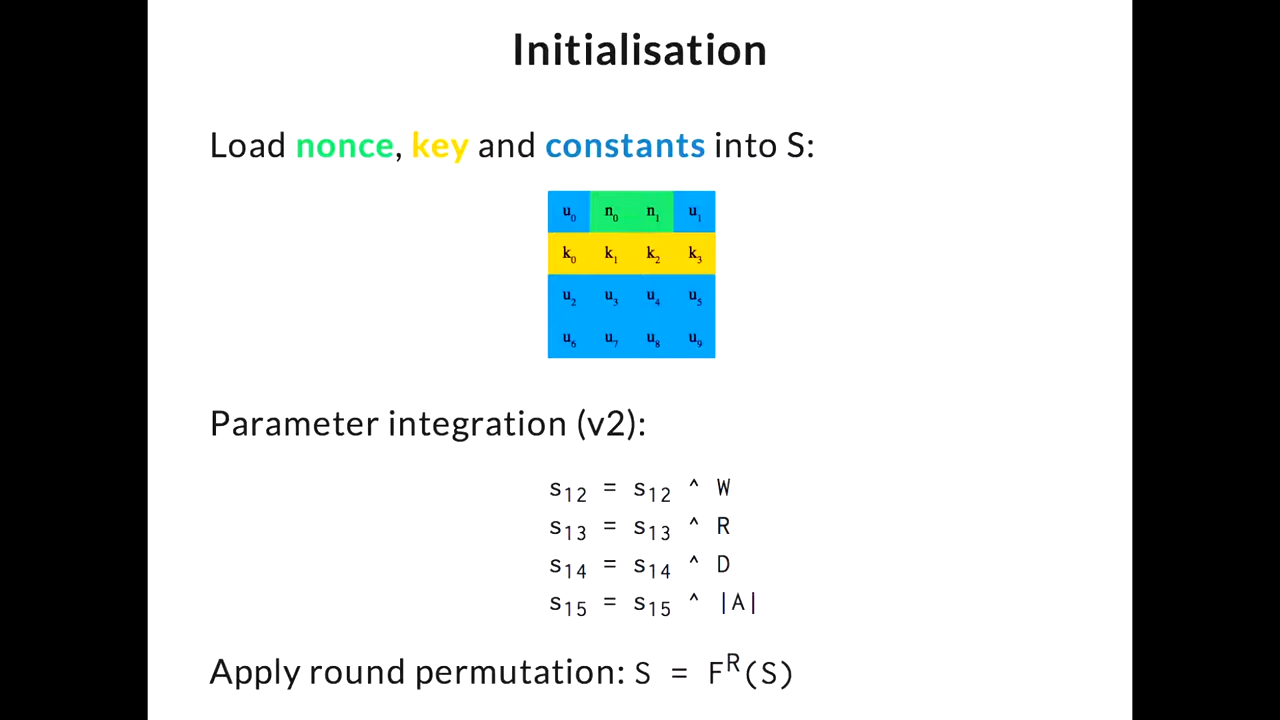 Initialisation
Load nonce, key and constants into S:
u₀ n₀ n₁ u₁
k₀ k₁ k₂ k₃
u₂ u₃ u₄ u₅
u₆ u₇ u₈ u₉
Parameter integration (v2):
s₁₂ = s₁₂ ^ W
s₁₃ = s₁₃ ^ R
s₁₄ = s₁₄ ^ D
s₁₅ = s₁₅ ^ |A|
Apply round permutation: S = Fᴿ(S)